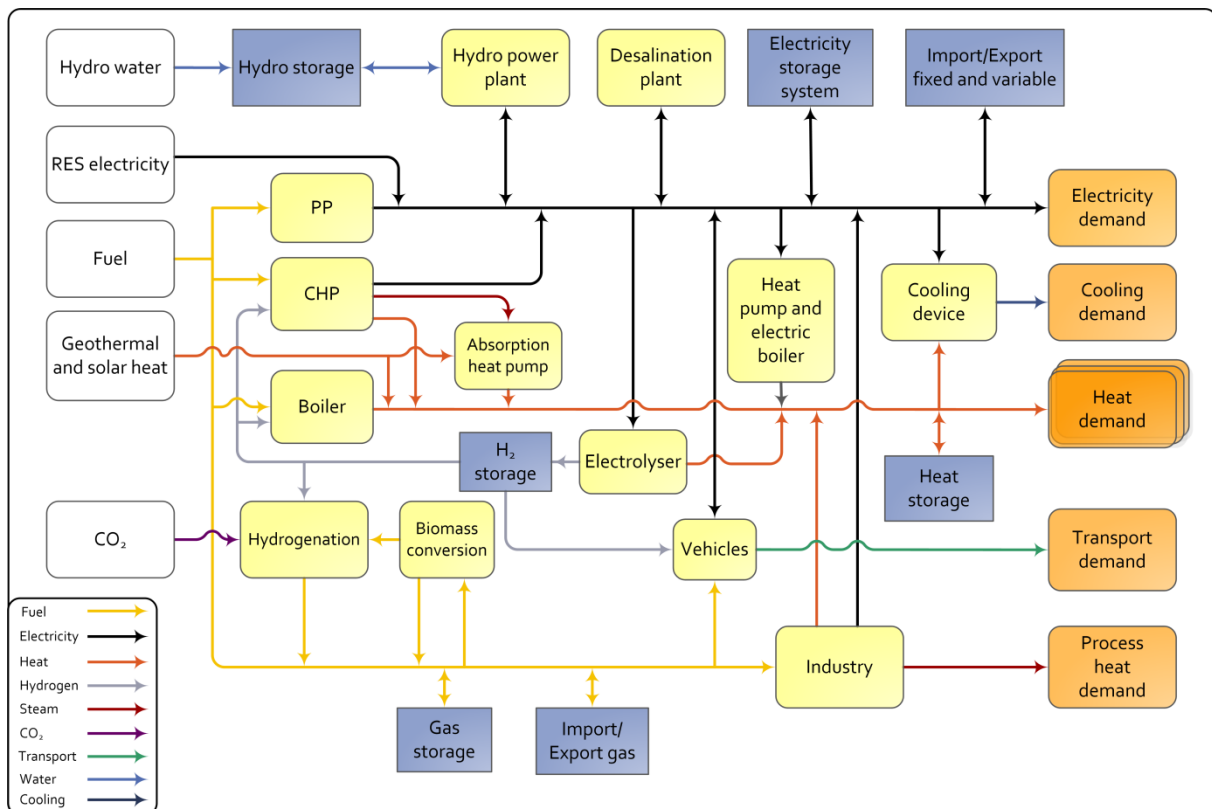 Hydro water
Hydro storage
Hydro power
plant
Desalination
plant
Electricity
storage
system
Import/Export
fixed and variable
RES electricity
PP
Electricity
demand
Fuel
CHP
Heat
pump and
electric
boiler
Cooling
device
Cooling
demand
Geothermal
and solar heat
Absorption
heat pump
Boiler
Heat
demand
H₂
storage
Electrolyser
Heat
storage
CO₂
Hydrogenation
Biomass
conversion
Vehicles
Transport
demand
Industry
Process
heat
demand
Gas
storage
Import/
Export gas
Fuel
Electricity
Heat
Hydrogen
Steam
CO₂
Transport
Water
Cooling